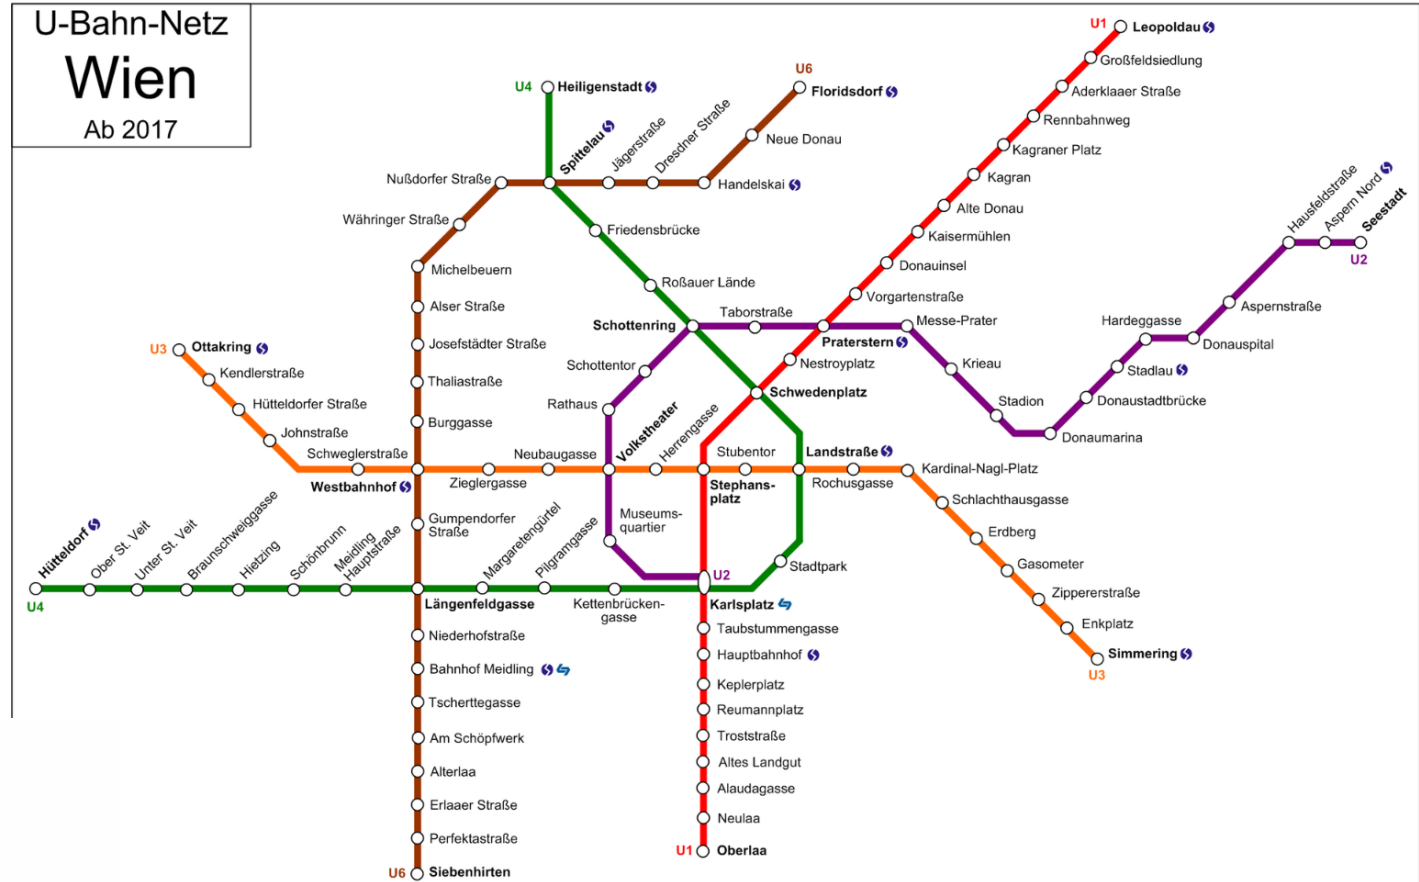 U-Bahn-Netz
Wien
Ab 2017
U1
Leopoldau
Großfeldsiedlung
Aderklaaer Straße
Rennbahnweg
Kagraner Platz
Kagran
Alte Donau
Kaisermühlen
Donauinsel
Vorgartenstraße
Praterstern
Nestroyplatz
Schwedenplatz
Stephans-
platz
Karlsplatz
Taubstummengasse
Hauptbahnhof
Keplerplatz
Reumannplatz
Troststraße
Altes Landgut
Alaudagasse
Neulaa
U1
Oberlaa
U4
Heiligenstadt
Spittelau
Friedensbrücke
Roßauer Lände
Schottenring
Landstraße
Stadtpark
Kettenbrücken-
gasse
Pilgramgasse
Margaretengürtel
Längenfeldgasse
Meidling
Hauptstraße
Schönbrunn
Hietzing
Braunschweiggasse
Unter St. Veit
Ober St. Veit
Hütteldorf
U4
U6
Floridsdorf
Neue Donau
Handelskai
Dresdner Straße
Jägerstraße
Nußdorfer Straße
Währinger Straße
Michelbeuern
Alser Straße
Josefstädter Straße
Thaliastraße
Burggasse
Westbahnhof
Gumpendorfer
Straße
Niederhofstraße
Bahnhof Meidling
Tscherttegasse
Am Schöpfwerk
Alterlaa
Erlaaer Straße
Perfektastraße
U6
Siebenhirten
U3
Ottakring
Kendlerstraße
Hütteldorfer Straße
Johnstraße
Schweglerstraße
Zieglergasse
Neubaugasse
Volkstheater
Herrengasse
Stubentor
Rochusgasse
Kardinal-Nagl-Platz
Schlachthausgasse
Erdberg
Gasometer
Zippererstraße
Enkplatz
Simmering
U3
U2
Museums-
quartier
Rathaus
Schottentor
Taborstraße
Messe-Prater
Krieau
Stadion
Donaumarina
Donaustadtbrücke
Stadlau
Hardeggasse
Donauspital
Aspernstraße
Hausfeldstraße
Aspern Nord
Seestadt
U2